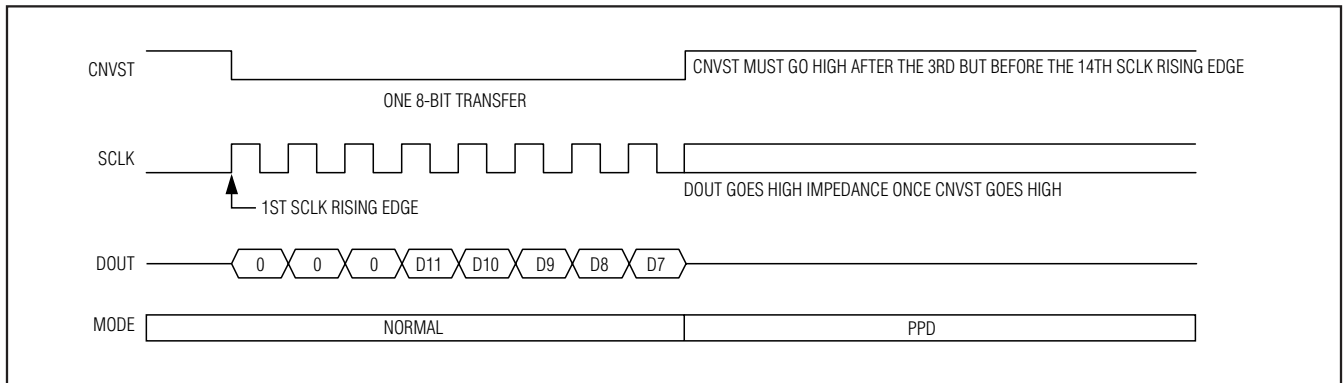 CNVST
CNVST MUST GO HIGH AFTER THE 3RD BUT BEFORE THE 14TH SCLK RISING EDGE
ONE 8-BIT TRANSFER
SCLK
DOUT GOES HIGH IMPEDANCE ONCE CNVST GOES HIGH
1ST SCLK RISING EDGE
DOUT
0 0 0 D11 D10 D9 D8 D7
MODE
NORMAL
PPD